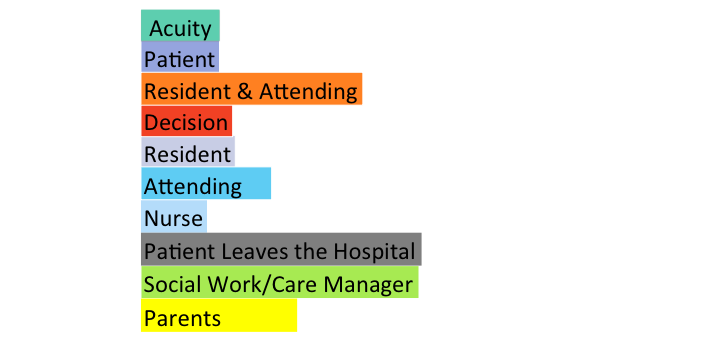 Acuity
Patient
Resident & Attending
Decision
Resident
Attending
Nurse
Patient Leaves the Hospital
Social Work/Care Manager
Parents